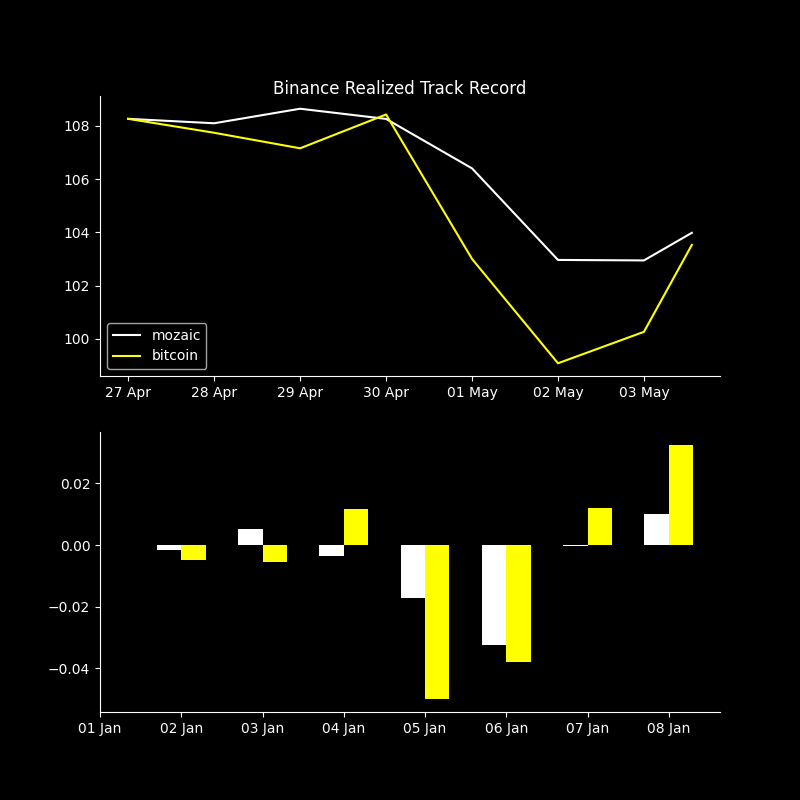 Binance Realized Track Record
108
106
104
102
100
mozaic
bitcoin
27 Apr 28 Apr 29 Apr 30 Apr 01 May 02 May 03 May
0.02
0.00
−0.02
−0.04
01 Jan 02 Jan 03 Jan 04 Jan 05 Jan 06 Jan 07 Jan 08 Jan